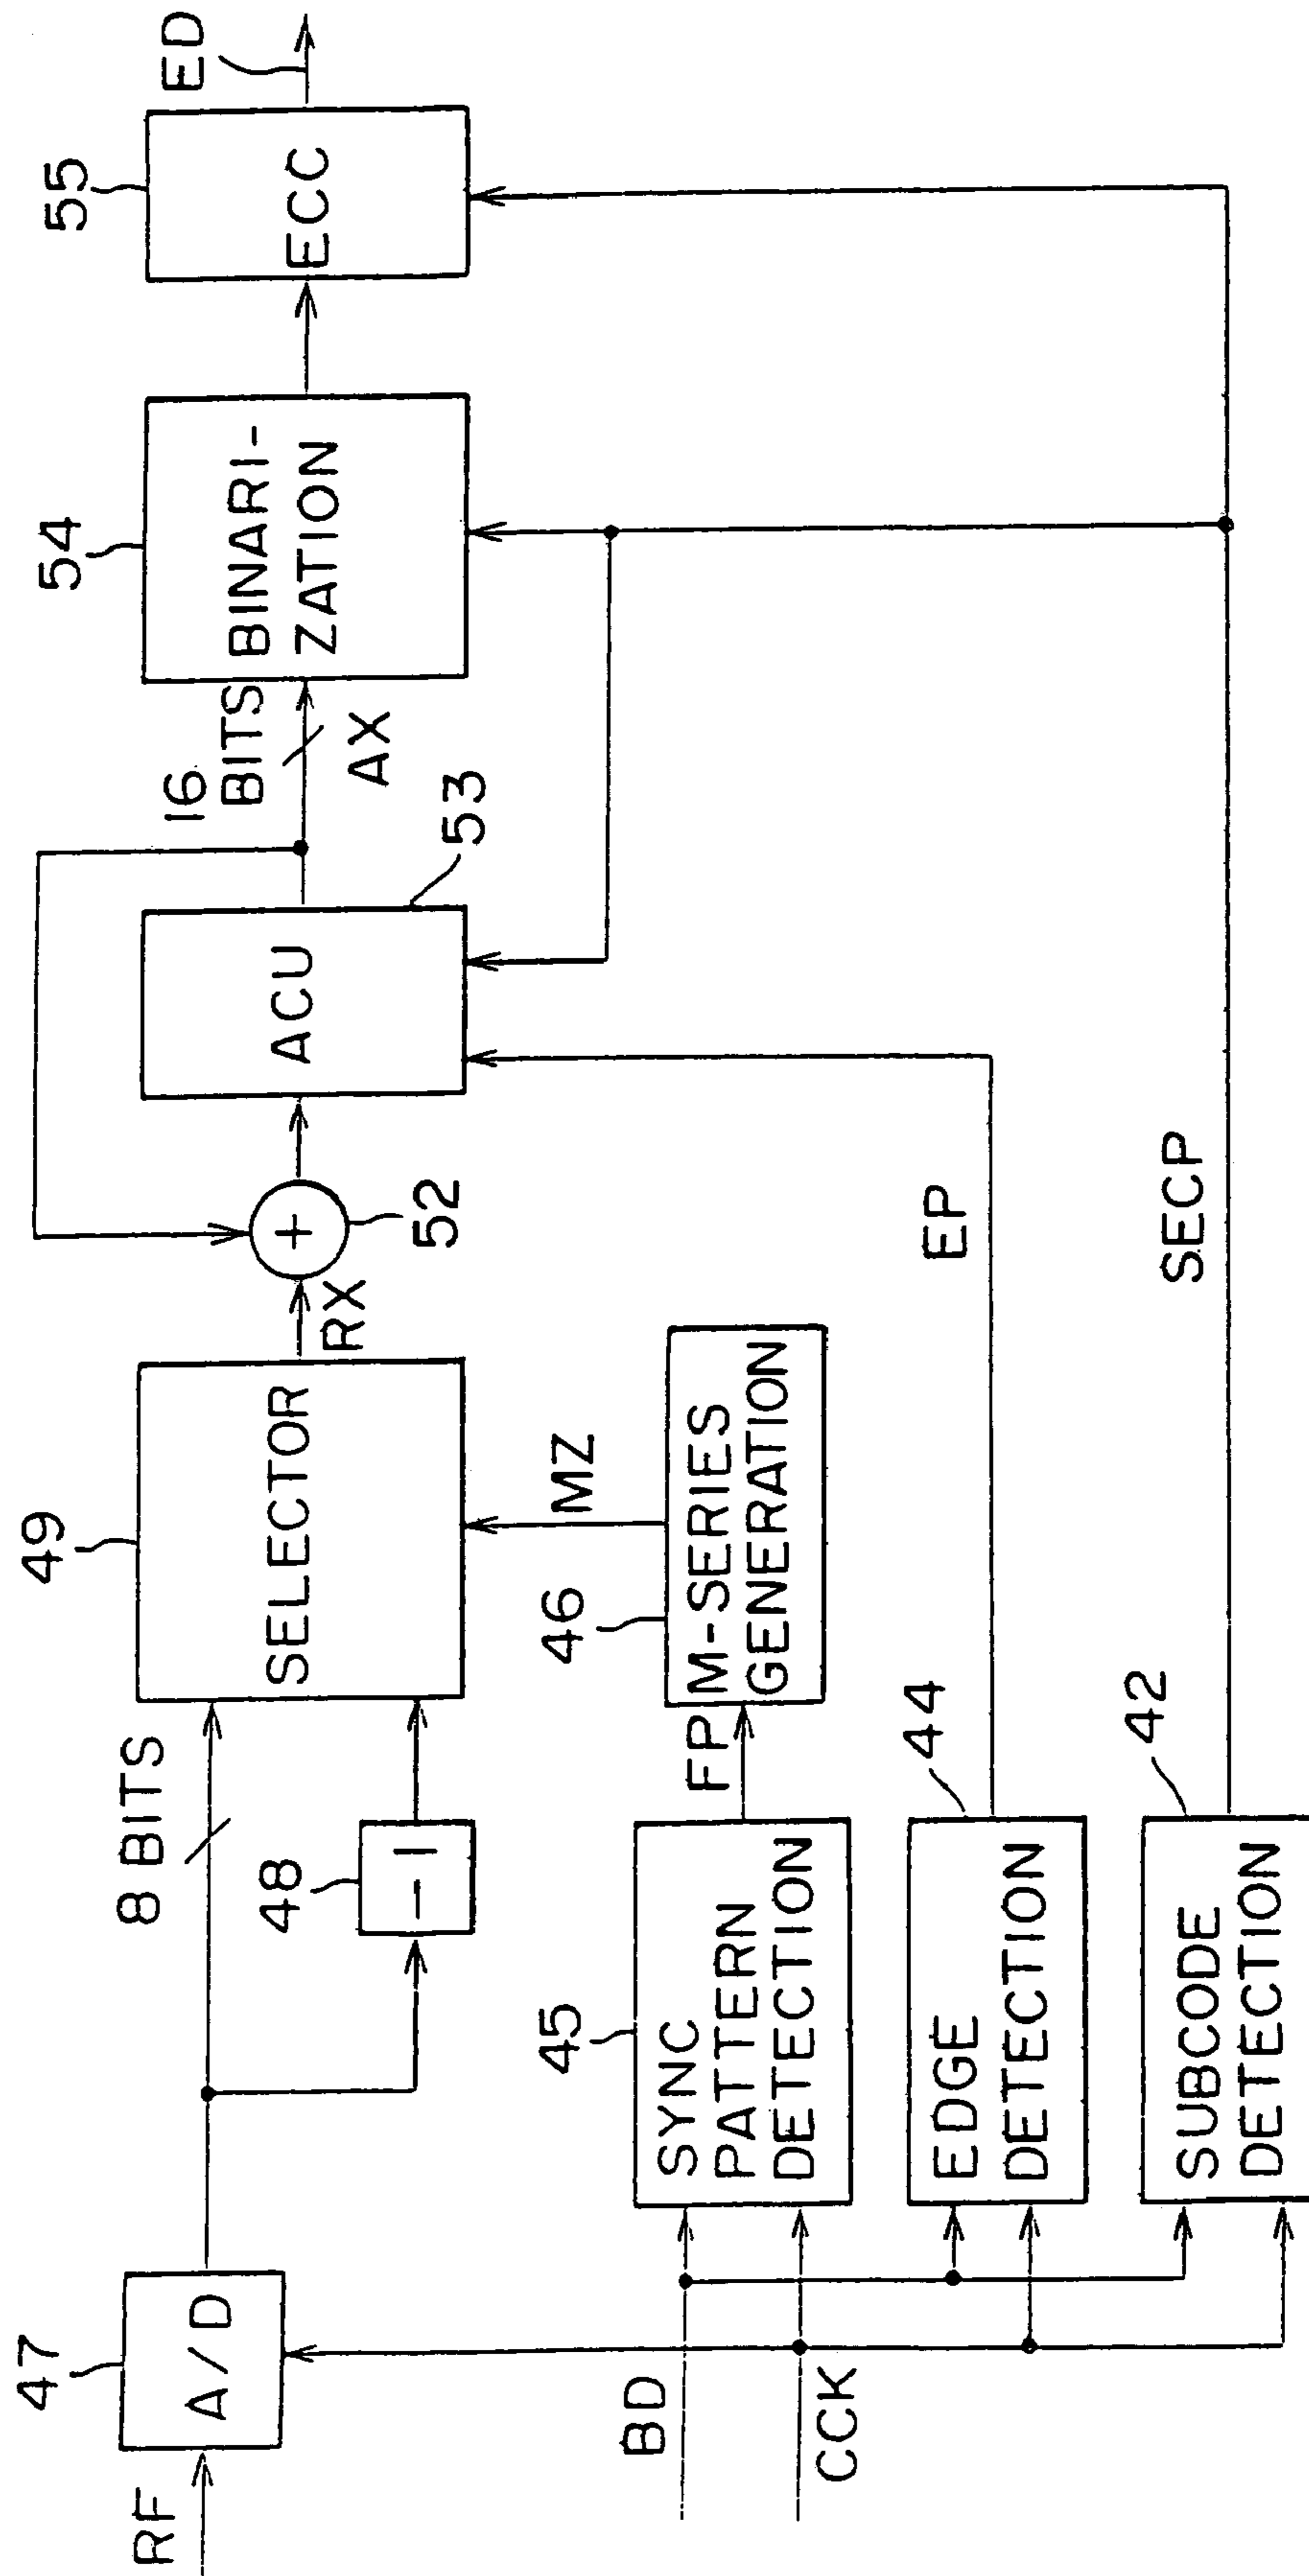 RF
47
A/D
8 BITS
48
-1
49
SELECTOR
RX
52
+
ACU
53
16
BITS
AX
54
BINARI-
ZATION
55
ECC
ED
BD
CCK
45
SYNC
PATTERN
DETECTION
FP
46
M-SERIES
GENERATION
MZ
44
EDGE
DETECTION
EP
42
SUBCODE
DETECTION
SECP